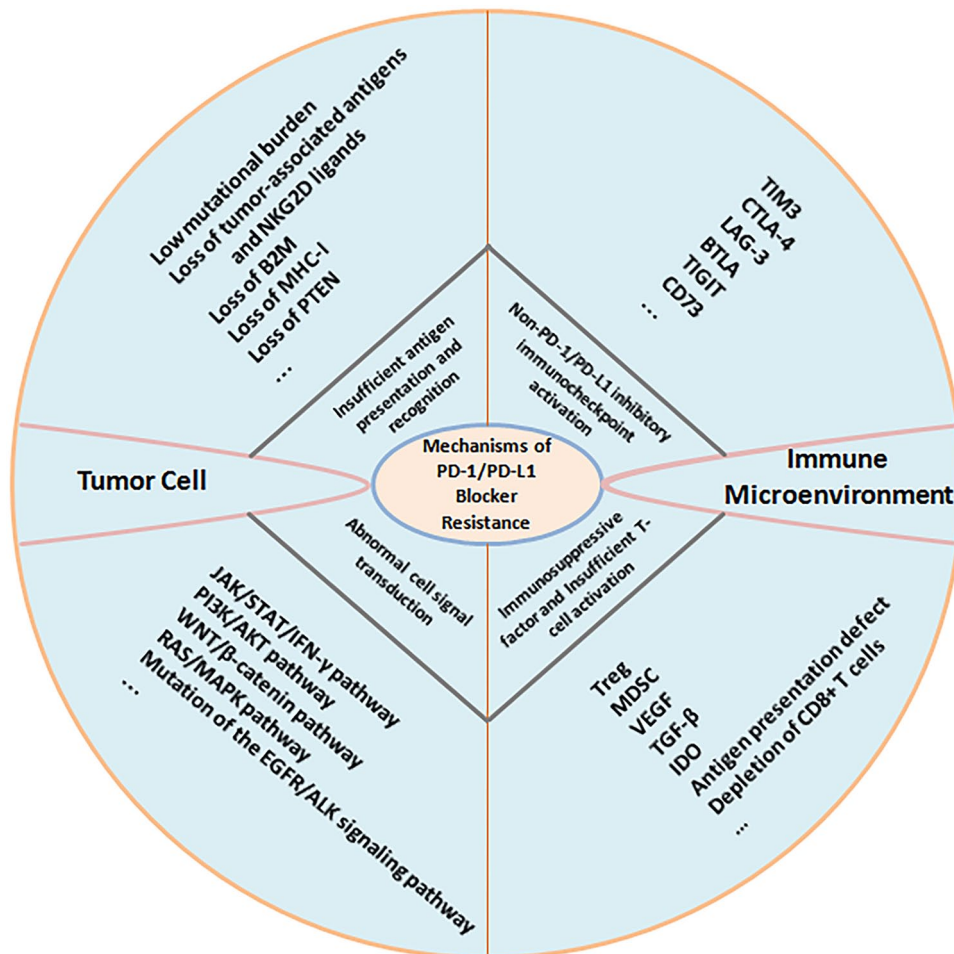 Low mutational burden
Loss of tumor-associated antigens
and NKG2D ligands
Loss of B2M
Loss of MHC-I
Loss of PTEN
...
TIM3
CTLA-4
LAG-3
BTLA
TIGIT
CD73
...
Insufficient antigen
presentation and
recognition
Non-PD-1/PD-L1 inhibitory
immunocheckpoint
activation
Tumor Cell
Mechanisms of
PD-1/PD-L1
Blocker
Resistance
Immune
Microenvironment
Abnormal cell signal
transduction
Immunosuppressive
factor and Insufficient T-
cell activation
JAK/STAT/IFN-γ pathway
PI3K/AKT pathway
WNT/β-catenin pathway
RAS/MAPK pathway
Mutation of the EGFR/ALK signaling pathway
...
Treg
MDSC
VEGF
TGF-β
IDO
Antigen presentation defect
Depletion of CD8+ T cells
...